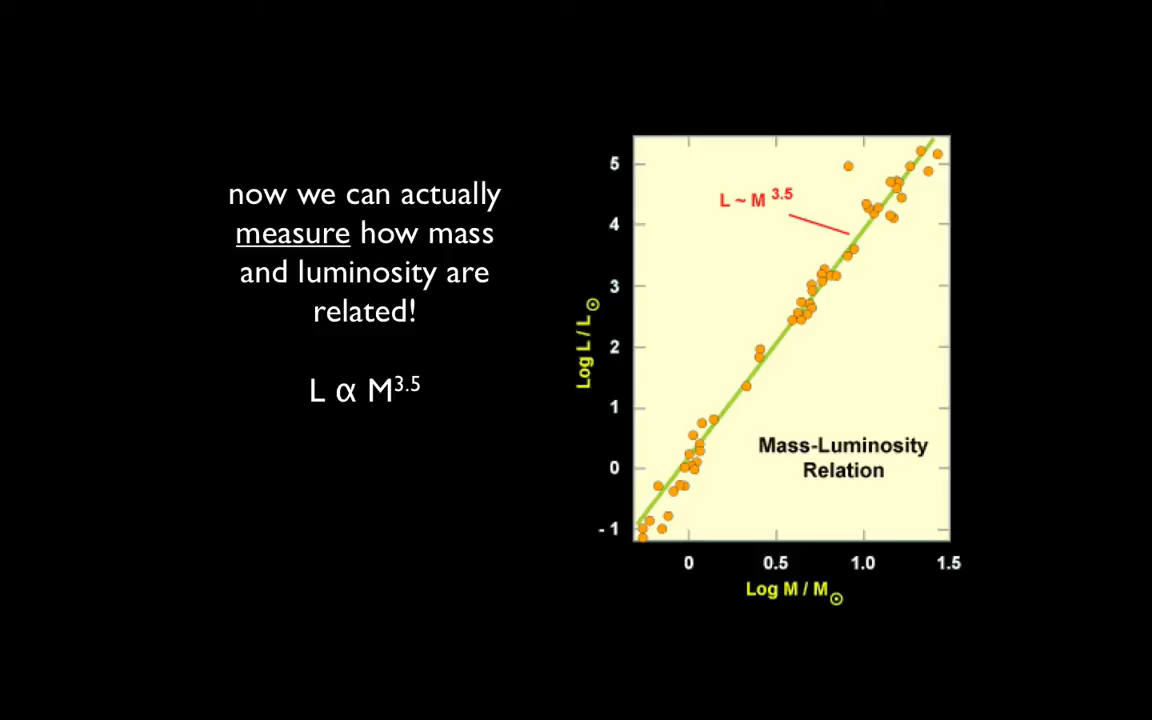 now we can actually
measure how mass
and luminosity are
related!
L α M3.5
L ~ M 3.5
5
4
3
2
1
0
- 1
Log L / L☉
Mass-Luminosity
Relation
0 0.5 1.0 1.5
Log M / M☉